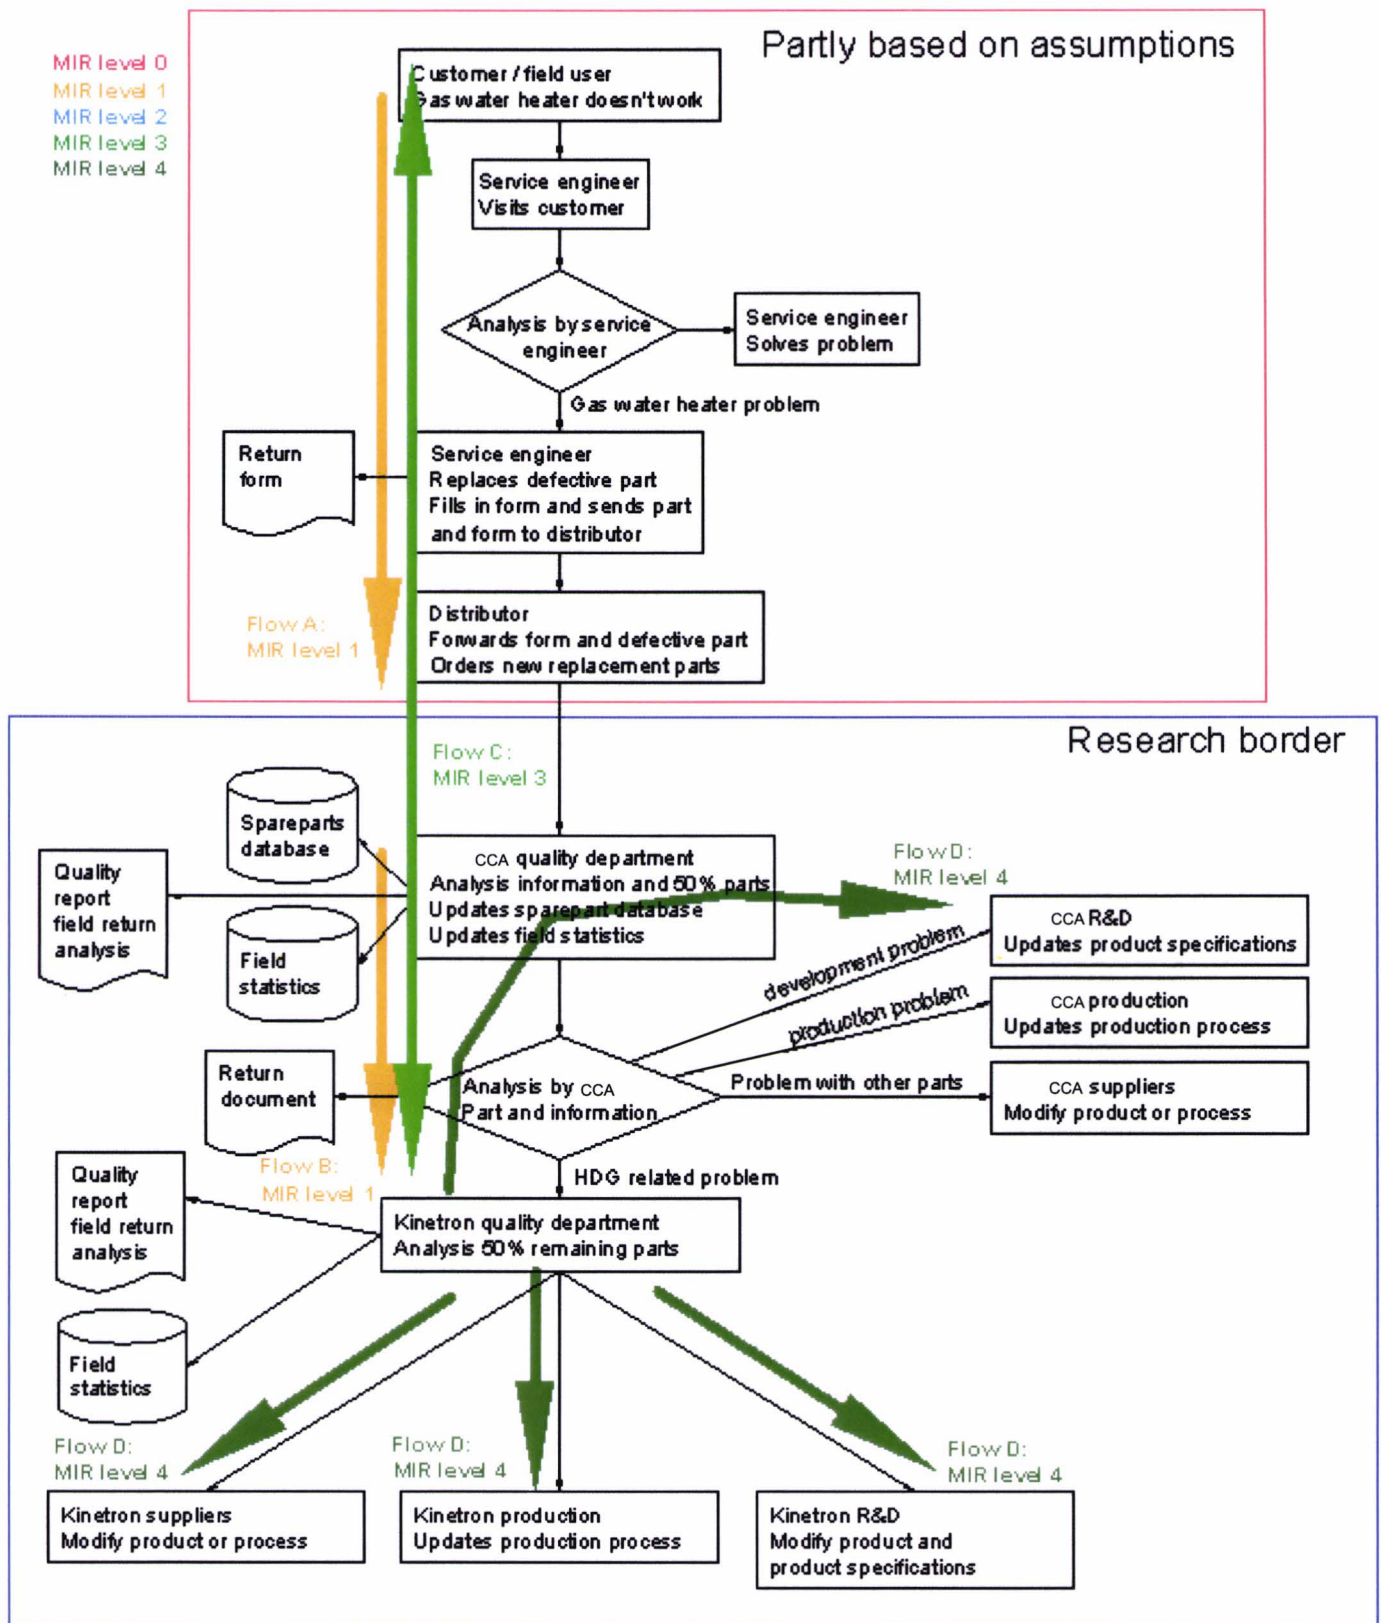 Partly based on assumptions
MIR level 0
MIR level 1
MIR level 2
MIR level 3
MIR level 4
Customer / field user
Gas water heater doesn't work
Service engineer
Visits customer
Analysis by service
engineer
Service engineer
Solves problem
Gas water heater problem
Return
form
Service engineer
Replaces defective part
Fills in form and sends part
and form to distributor
Flow A:
MIR level 1
Distributor
Forwards form and defective part
Orders new replacement parts
Research border
Flow C:
MIR level 3
Spareparts
database
Quality
report
field return
analysis
Field
statistics
CCA quality department
Analysis information and 50% parts
Updates sparepart database
Updates field statistics
Flow D:
MIR level 4
development problem
CCA R&D
Updates product specifications
production problem
CCA production
Updates production process
Return
document
Analysis by CCA
Part and information
Problem with other parts
CCA suppliers
Modify product or process
Flow B:
MIR level 1
HDG related problem
Quality
report
field return
analysis
Kinetron quality department
Analysis 50% remaining parts
Field
statistics
Flow D:
MIR level 4
Flow D:
MIR level 4
Flow D:
MIR level 4
Kinetron suppliers
Modify product or process
Kinetron production
Updates production process
Kinetron R&D
Modify product and
product specifications